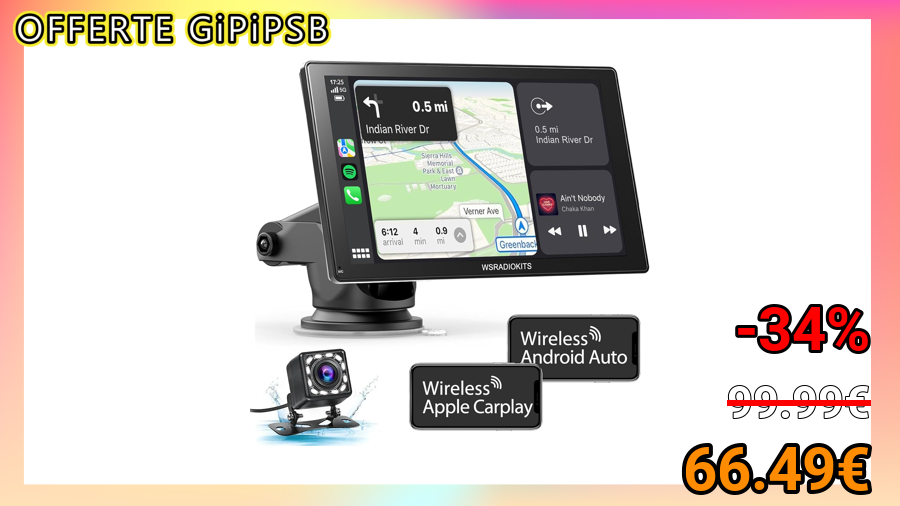 OFFERTE GiPiPSB
17:25
5G
0.5 mi
Indian River Dr
Sierra Hills
Memorial
Park & East
Lawn
Mortuary
Verner Ave
6:12
4
0.9
arrival
min
mi
Greenback
0.5 mi
Indian River Dr
Ain't Nobody
Chaka Khan
WSRADIOKITS
Wireless
Android Auto
Wireless
Apple Carplay
-34%
99.99€
66.49€